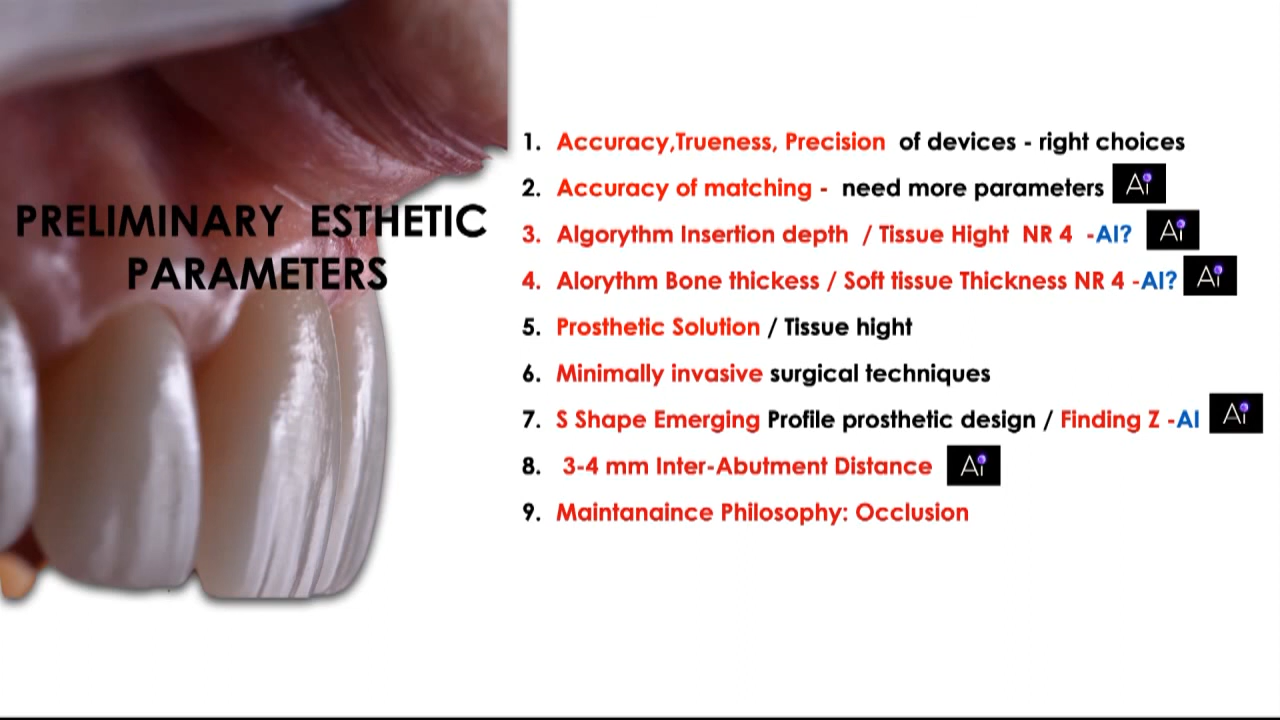 PRELIMINARY ESTHETIC
PARAMETERS
1. Accuracy,Trueness, Precision of devices - right choices
2. Accuracy of matching - need more parameters Ai
3. Algorythm Insertion depth / Tissue Hight NR 4 -AI? Ai
4. Alorythm Bone thickess / Soft tissue Thickness NR 4 -AI? Ai
5. Prosthetic Solution / Tissue hight
6. Minimally invasive surgical techniques
7. S Shape Emerging Profile prosthetic design / Finding Z -AI Ai
8. 3-4 mm Inter-Abutment Distance Ai
9. Maintanaince Philosophy: Occlusion